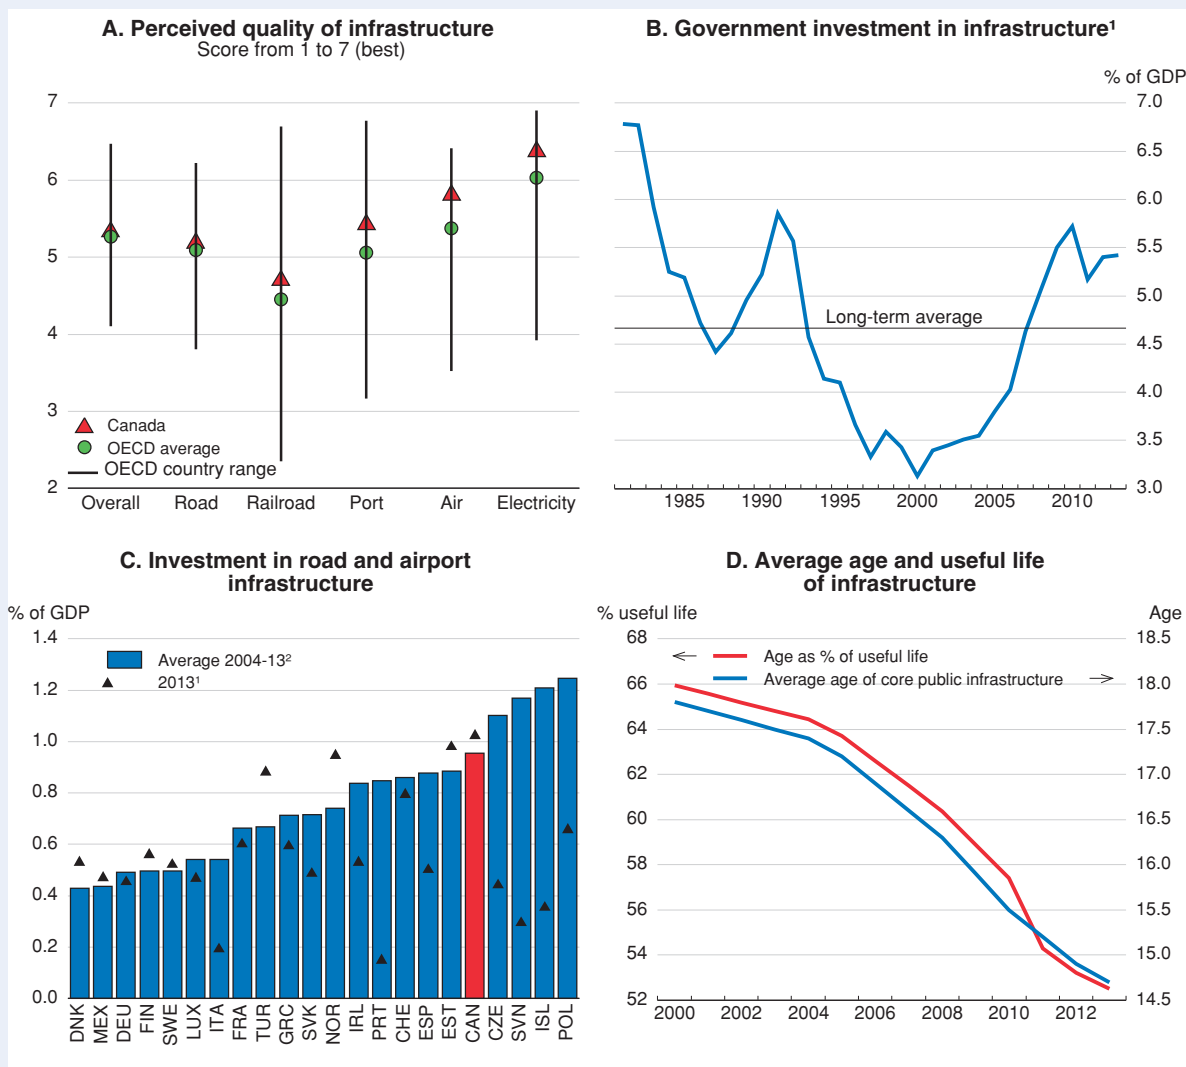 A. Perceived quality of infrastructure
Score from 1 to 7 (best)
7
6
5
4
3
2
Canada
OECD average
OECD country range
Overall Road Railroad Port Air Electricity
B. Government investment in infrastructure¹
% of GDP
7.0
6.5
6.0
5.5
5.0
Long-term average
4.5
4.0
3.5
3.0
1985 1990 1995 2000 2005 2010
C. Investment in road and airport
infrastructure
% of GDP
1.4
1.2
1.0
0.8
0.6
0.4
0.2
0.0
Average 2004-13²
2013¹
DNK MEX DEU FIN SWE LUX ITA FRA TUR GRC SVK NOR IRL PRT CHE ESP EST CAN CZE SVN ISL POL
D. Average age and useful life
of infrastructure
% useful life Age
68 18.5
Age as % of useful life
Average age of core public infrastructure
66 18.0
64 17.5
62 17.0
60 16.5
58 16.0
56 15.5
54 15.0
52 14.5
2000 2002 2004 2006 2008 2010 2012